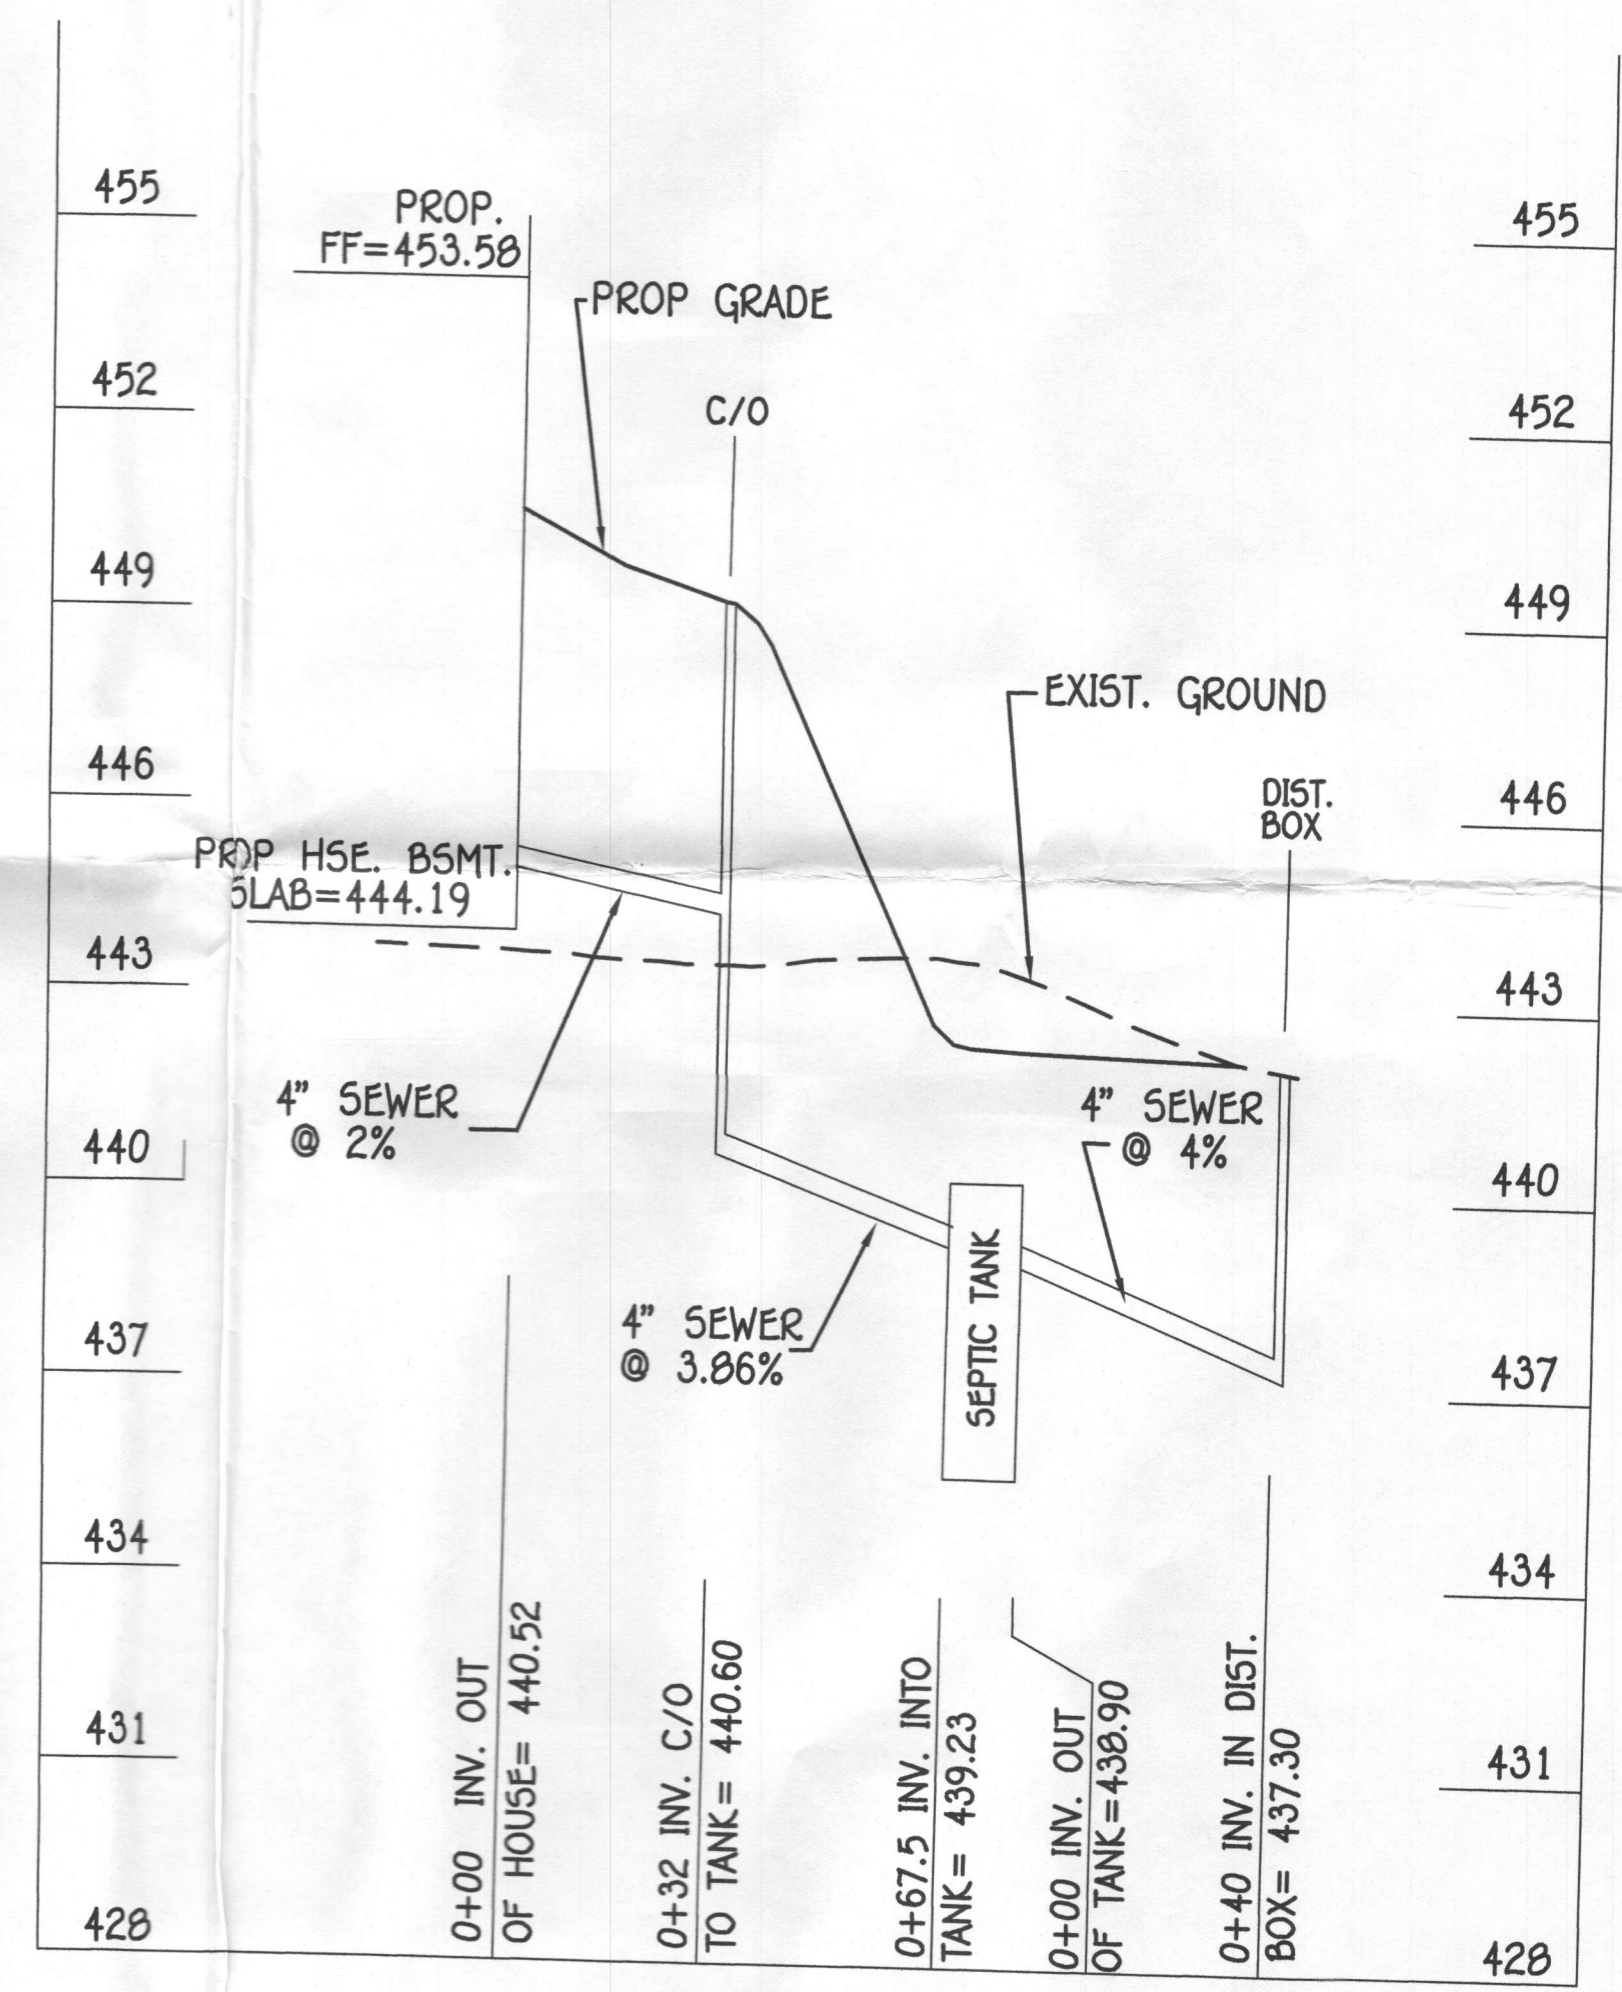 455
452
449
446
443
440
437
434
431
428
PROP.
FF=453.58
PROP GRADE
C/O
EXIST. GROUND
DIST.
BOX
PROP HSE. BSMT.
SLAB=444.19
4" SEWER
@ 2%
4" SEWER
@ 4%
4" SEWER
@ 3.86%
SEPTIC TANK
0+00 INV. OUT
OF HOUSE= 440.52
0+32 INV. C/O
TO TANK= 440.60
0+67.5 INV. INTO
TANK= 439.23
0+00 INV. OUT
OF TANK=438.90
0+40 INV. IN DIST.
BOX= 437.30
455
452
449
446
443
440
437
434
431
428